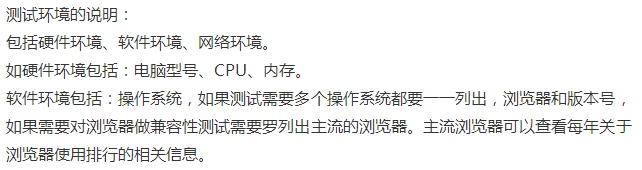 测试环境的说明：
包括硬件环境、软件环境、网络环境。
如硬件环境包括：电脑型号、CPU、内存。
软件环境包括：操作系统，如果测试需要多个操作系统都要一一列出，浏览器和版本号，
如果需要对浏览器做兼容性测试需要罗列出主流的浏览器。主流浏览器可以查看每年关于
浏览器使用排行的相关信息。